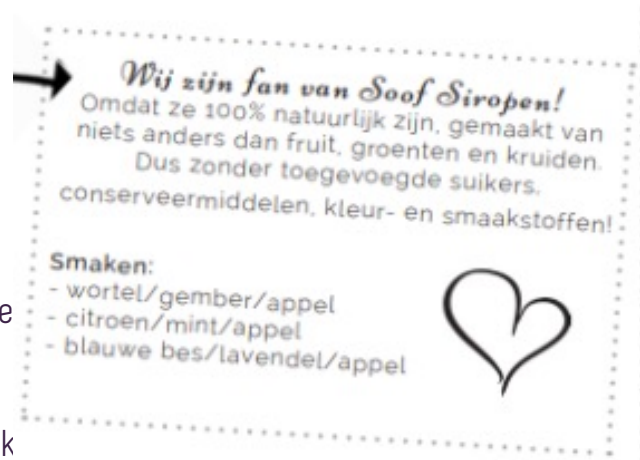 Wij zijn fan van Soof Siropen!
Omdat ze 100% natuurlijk zijn, gemaakt van
niets anders dan fruit, groenten en kruiden.
Dus zonder toegevoegde suikers,
conserveermiddelen, kleur- en smaakstoffen!
Smaken:
- wortel/gember/appel
- citroen/mint/appel
- blauwe bes/lavendel/appel
e
k